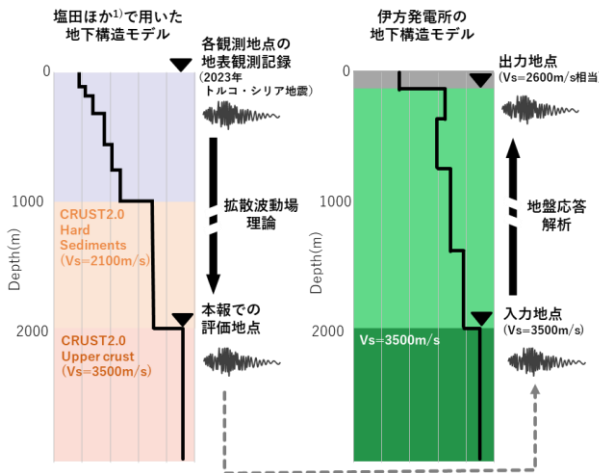 塩田ほか1)で用いた
地下構造モデル
各観測地点の
地表観測記録
(2023年
トルコ・シリア地震)
拡散波動場
理論
本報での
評価地点
0
1000
2000
Depth(m)
CRUST2.0
Hard
Sediments
(Vs=2100m/s)
CRUST2.0
Upper crust
(Vs=3500m/s)
伊方発電所の
地下構造モデル
出力地点
(Vs=2600m/s相当)
地盤応答
解析
入力地点
(Vs=3500m/s)
0
1000
2000
Depth(m)
Vs=3500m/s